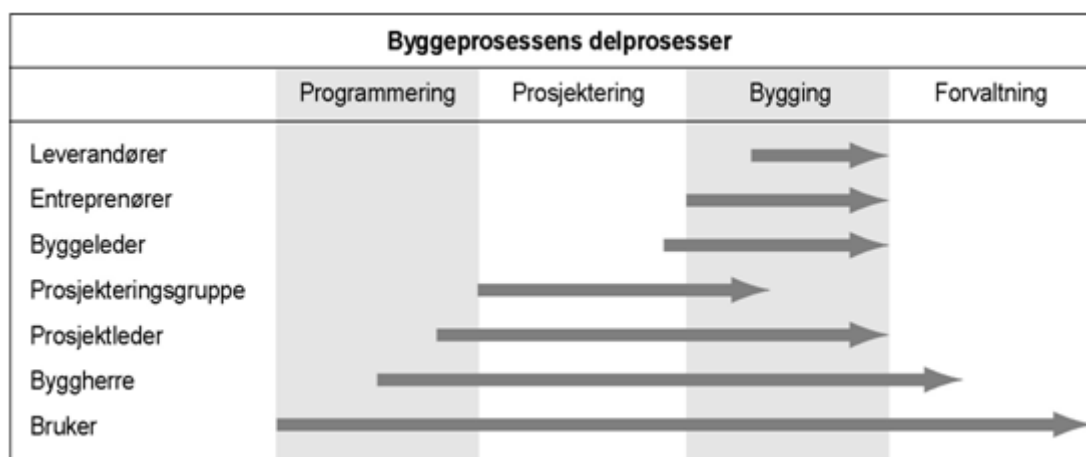 Byggeprosessens delprosesser
Programmering Prosjektering Bygging Forvaltning
Leverandører
Entreprenører
Byggeleder
Prosjekteringsgruppe
Prosjektleder
Byggherre
Bruker